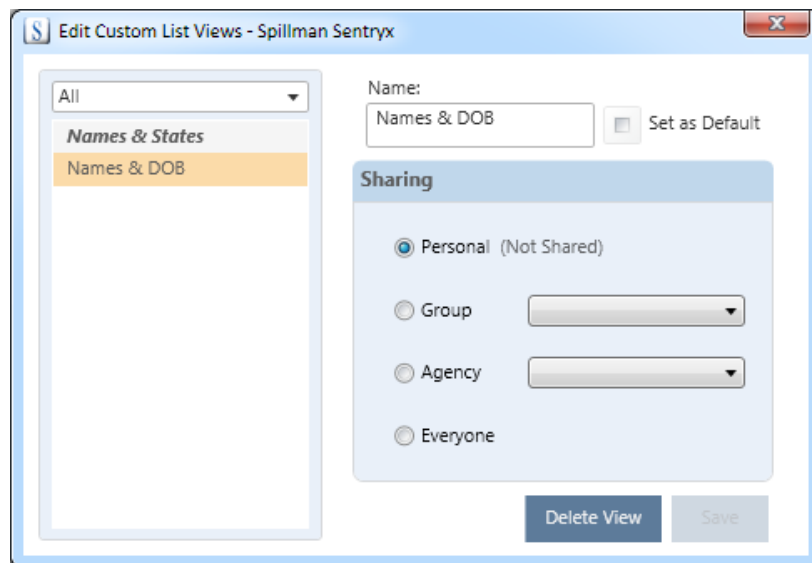 S Edit Custom List Views - Spillman Sentryx
All
Names & States
Names & DOB
Name:
Names & DOB
Set as Default
Sharing
Personal (Not Shared)
Group
Agency
Everyone
Delete View
Save